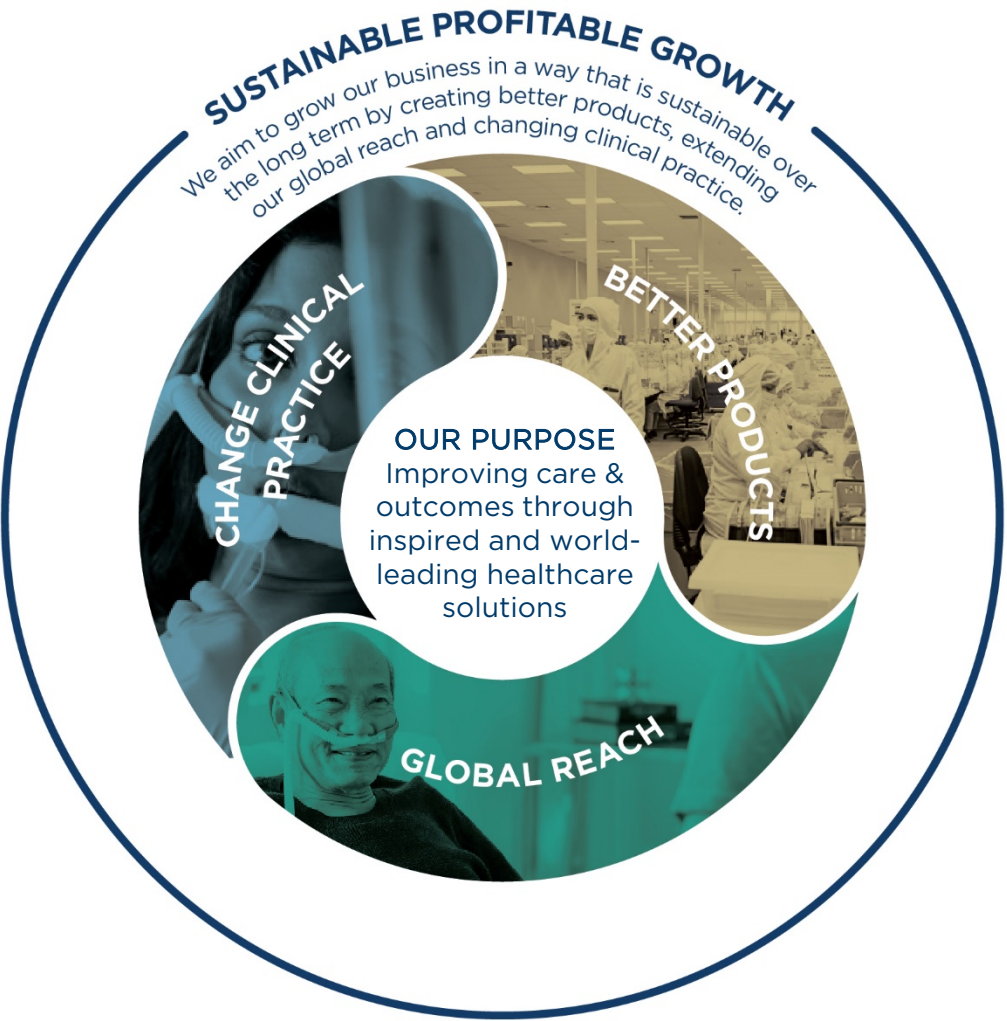 SUSTAINABLE PROFITABLE GROWTH
We aim to grow our business in a way that is sustainable over
the long term by creating better products, extending
our global reach and changing clinical practice.
CHANGE CLINICAL
PRACTICE
BETTER PRODUCTS
OUR PURPOSE
Improving care &
outcomes through
inspired and world-
leading healthcare
solutions
GLOBAL REACH